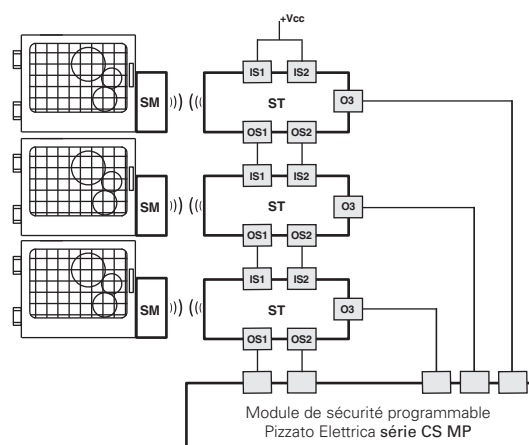 +Vcc
IS1 IS2
SM ST O3
OS1 OS2
IS1 IS2
SM ST O3
OS1 OS2
IS1 IS2
SM ST O3
OS1 OS2
Module de sécurité programmable
Pizzato Elettrica série CS MP